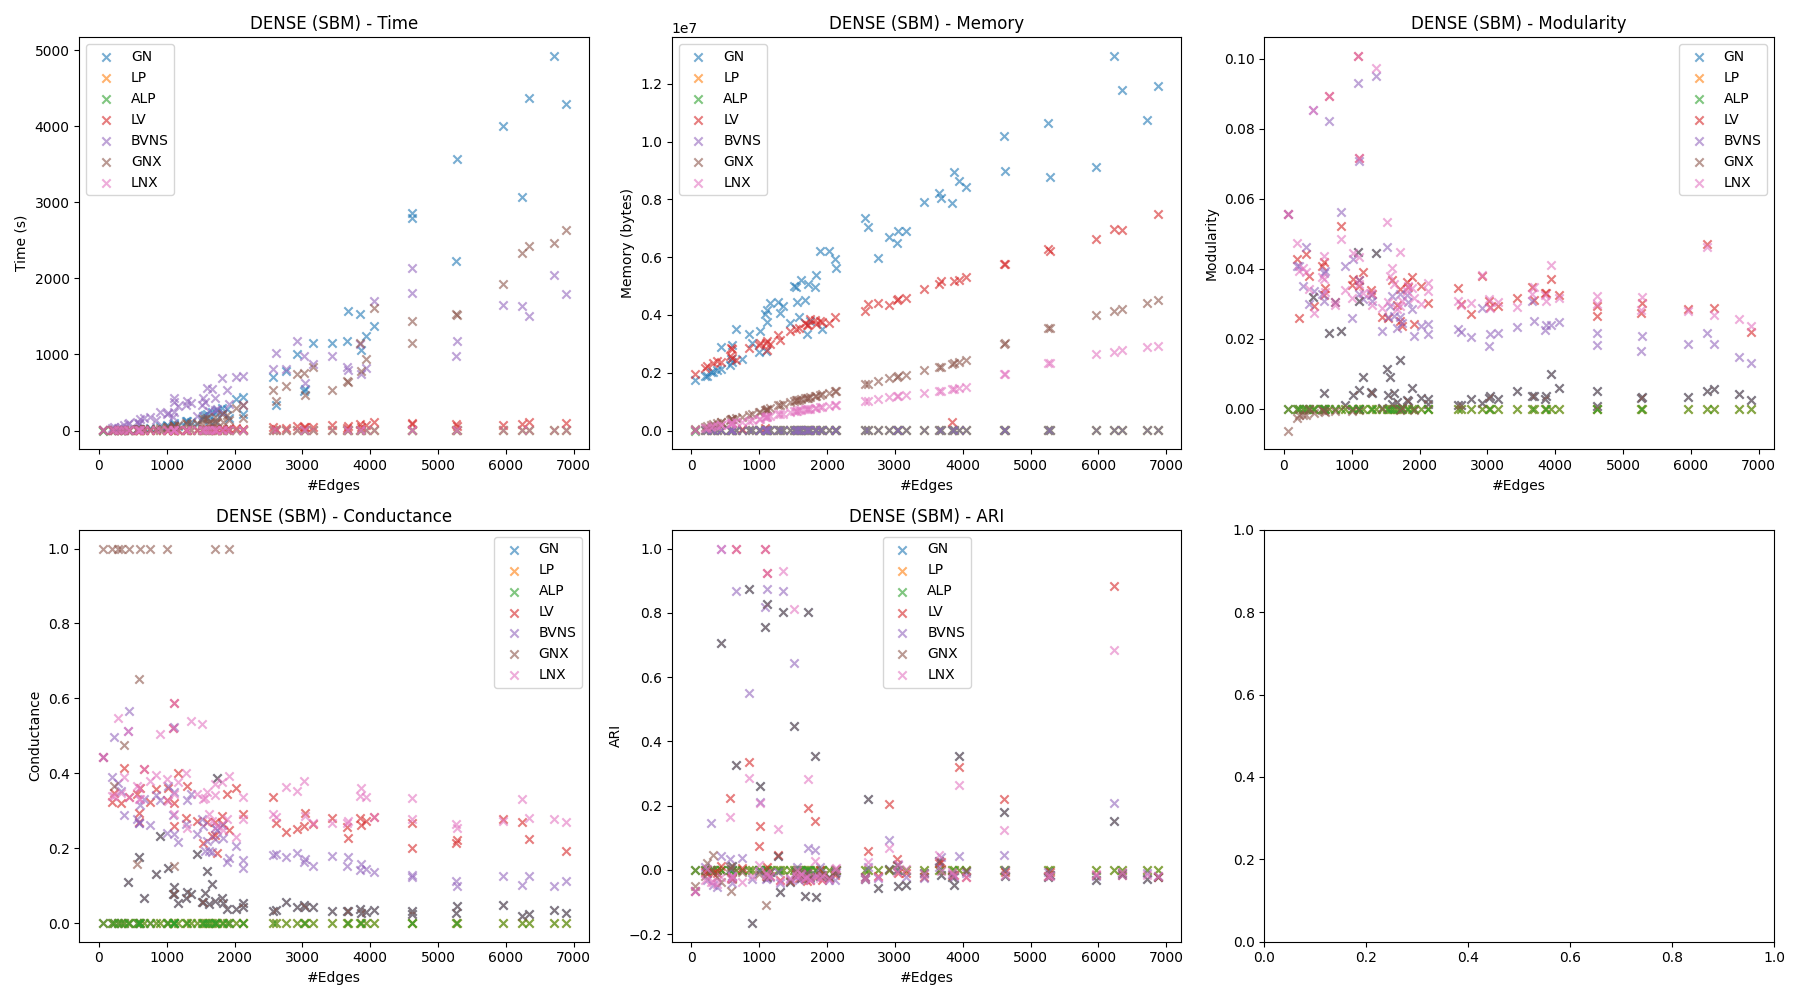 DENSE (SBM) - Time
5000
4000
3000
2000
1000
0
Time (s)
GN
LP
ALP
LV
BVNS
GNX
LNX
0 1000 2000 3000 4000 5000 6000 7000
#Edges
DENSE (SBM) - Memory
1e7
1.2
1.0
0.8
0.6
0.4
0.2
0.0
Memory (bytes)
GN
LP
ALP
LV
BVNS
GNX
LNX
0 1000 2000 3000 4000 5000 6000 7000
#Edges
DENSE (SBM) - Modularity
0.10
0.08
0.06
0.04
0.02
0.00
Modularity
GN
LP
ALP
LV
BVNS
GNX
LNX
0 1000 2000 3000 4000 5000 6000 7000
#Edges
DENSE (SBM) - Conductance
1.0
0.8
0.6
0.4
0.2
0.0
Conductance
GN
LP
ALP
LV
BVNS
GNX
LNX
0 1000 2000 3000 4000 5000 6000 7000
#Edges
DENSE (SBM) - ARI
1.0
0.8
0.6
0.4
0.2
0.0
−0.2
ARI
GN
LP
ALP
LV
BVNS
GNX
LNX
0 1000 2000 3000 4000 5000 6000 7000
#Edges
1.0
0.8
0.6
0.4
0.2
0.0
0.0 0.2 0.4 0.6 0.8 1.0